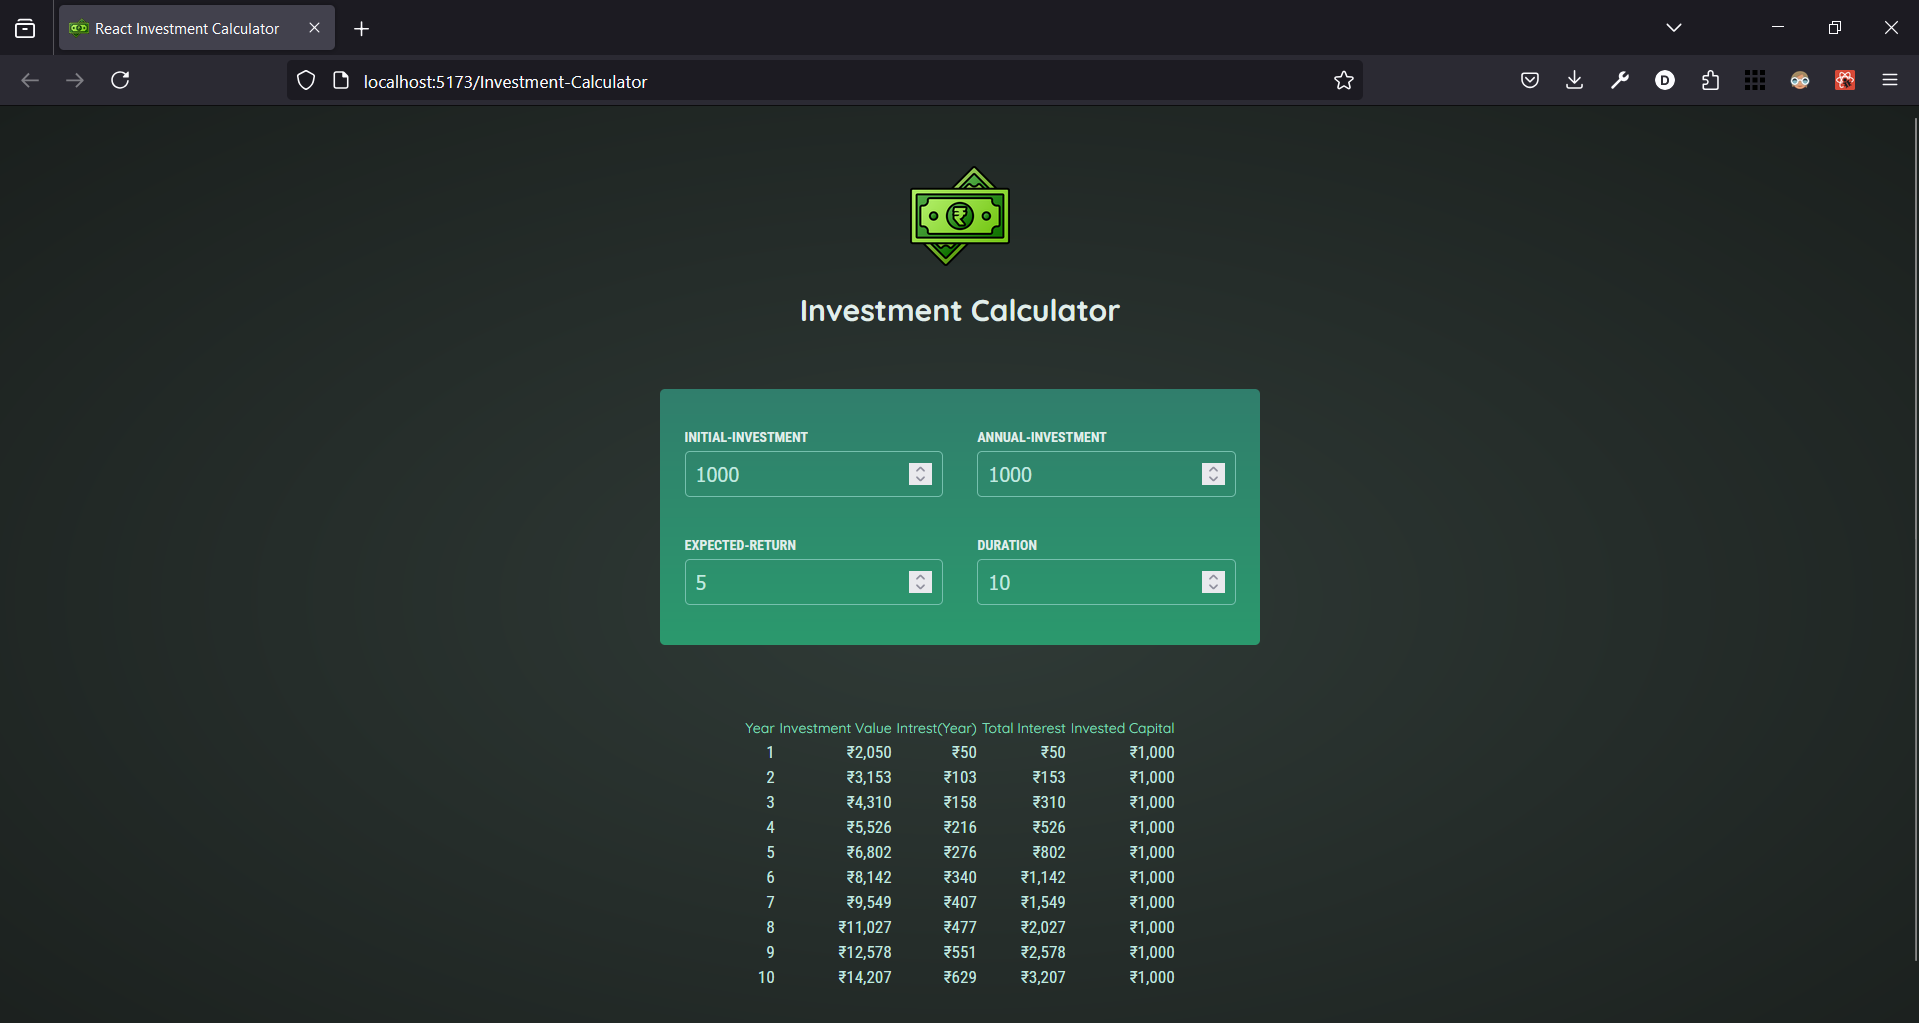 React Investment Calculator
localhost:5173/Investment-Calculator
D
₹
Investment Calculator
INITIAL-INVESTMENT ANNUAL-INVESTMENT
1000 1000
EXPECTED-RETURN DURATION
5 10
Year Investment Value Intrest(Year) Total Interest Invested Capital
1 ₹2,050 ₹50 ₹50 ₹1,000
2 ₹3,153 ₹103 ₹153 ₹1,000
3 ₹4,310 ₹158 ₹310 ₹1,000
4 ₹5,526 ₹216 ₹526 ₹1,000
5 ₹6,802 ₹276 ₹802 ₹1,000
6 ₹8,142 ₹340 ₹1,142 ₹1,000
7 ₹9,549 ₹407 ₹1,549 ₹1,000
8 ₹11,027 ₹477 ₹2,027 ₹1,000
9 ₹12,578 ₹551 ₹2,578 ₹1,000
10 ₹14,207 ₹629 ₹3,207 ₹1,000